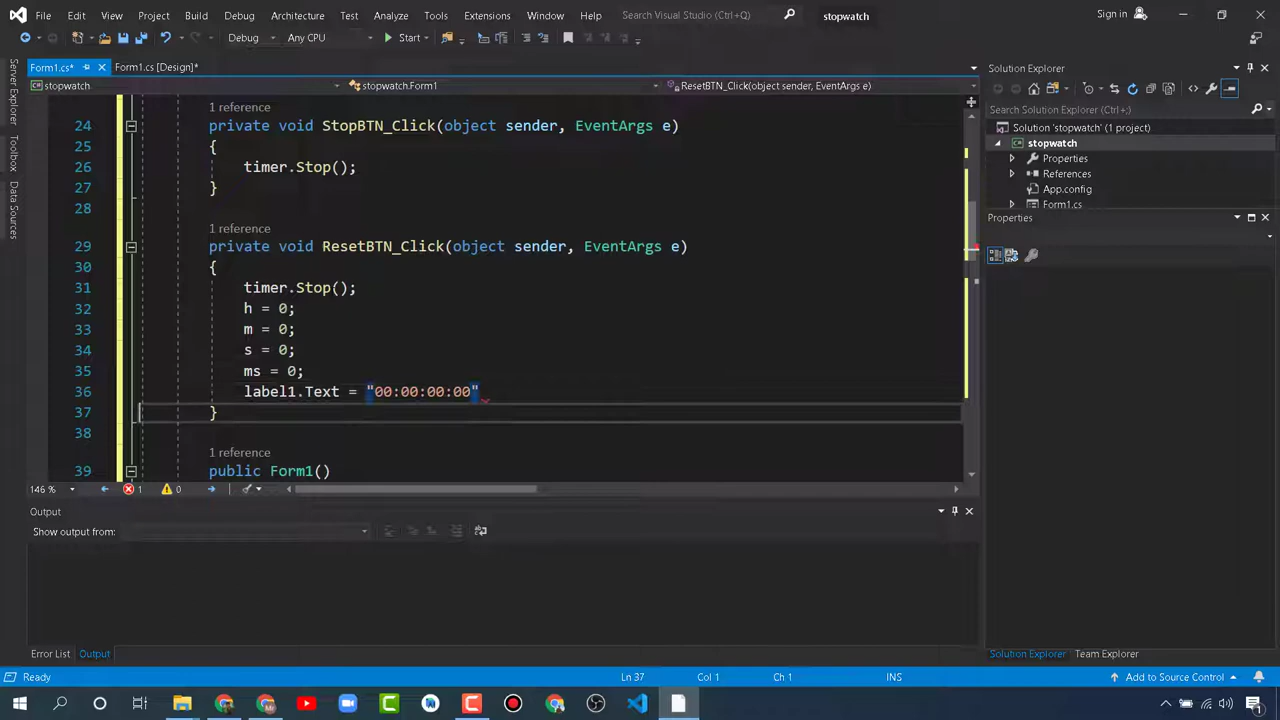 File Edit View Project Build Debug Architecture Test Analyze Tools Extensions Window Help Search Visual Studio (Ctrl+Q) stopwatch Sign in
Debug Any CPU Start
Form1.cs* Form1.cs [Design]* Solution Explorer
stopwatch stopwatch.Form1 ResetBTN_Click(object sender, EventArgs e)
Search Solution Explorer (Ctrl+;)
Solution 'stopwatch' (1 project)
stopwatch
Properties
References
App.config
Form1.cs
Properties
Server Explorer
Toolbox
Data Sources
1 reference
24 private void StopBTN_Click(object sender, EventArgs e)
25 {
26 timer.Stop();
27 }
28
1 reference
29 private void ResetBTN_Click(object sender, EventArgs e)
30 {
31 timer.Stop();
32 h = 0;
33 m = 0;
34 s = 0;
35 ms = 0;
36 label1.Text = "00:00:00:00"
37 }
38
1 reference
39 public Form1()
146 % 1 0
Output
Show output from:
Error List Output Solution Explorer Team Explorer
Ready Ln 37 Col 1 Ch 1 INS Add to Source Control
1